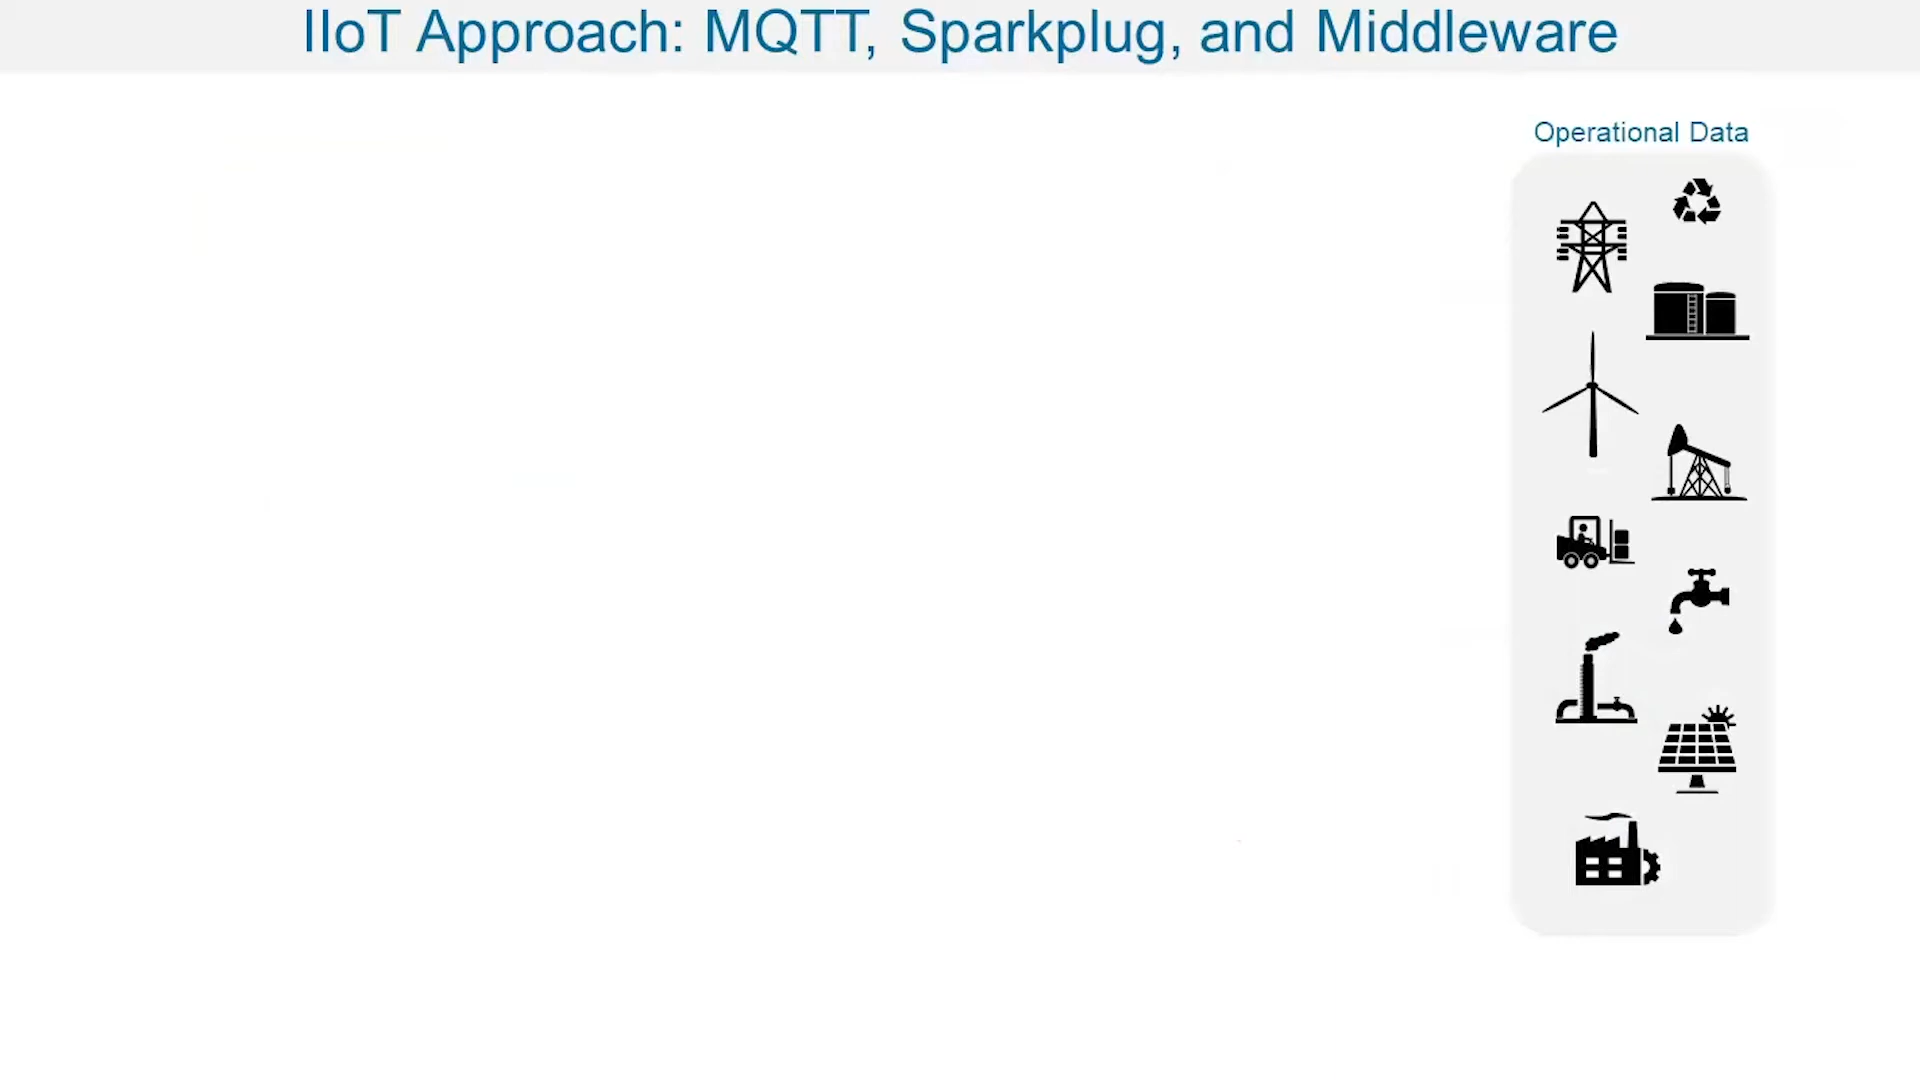 IIoT Approach: MQTT, Sparkplug, and Middleware
Operational Data